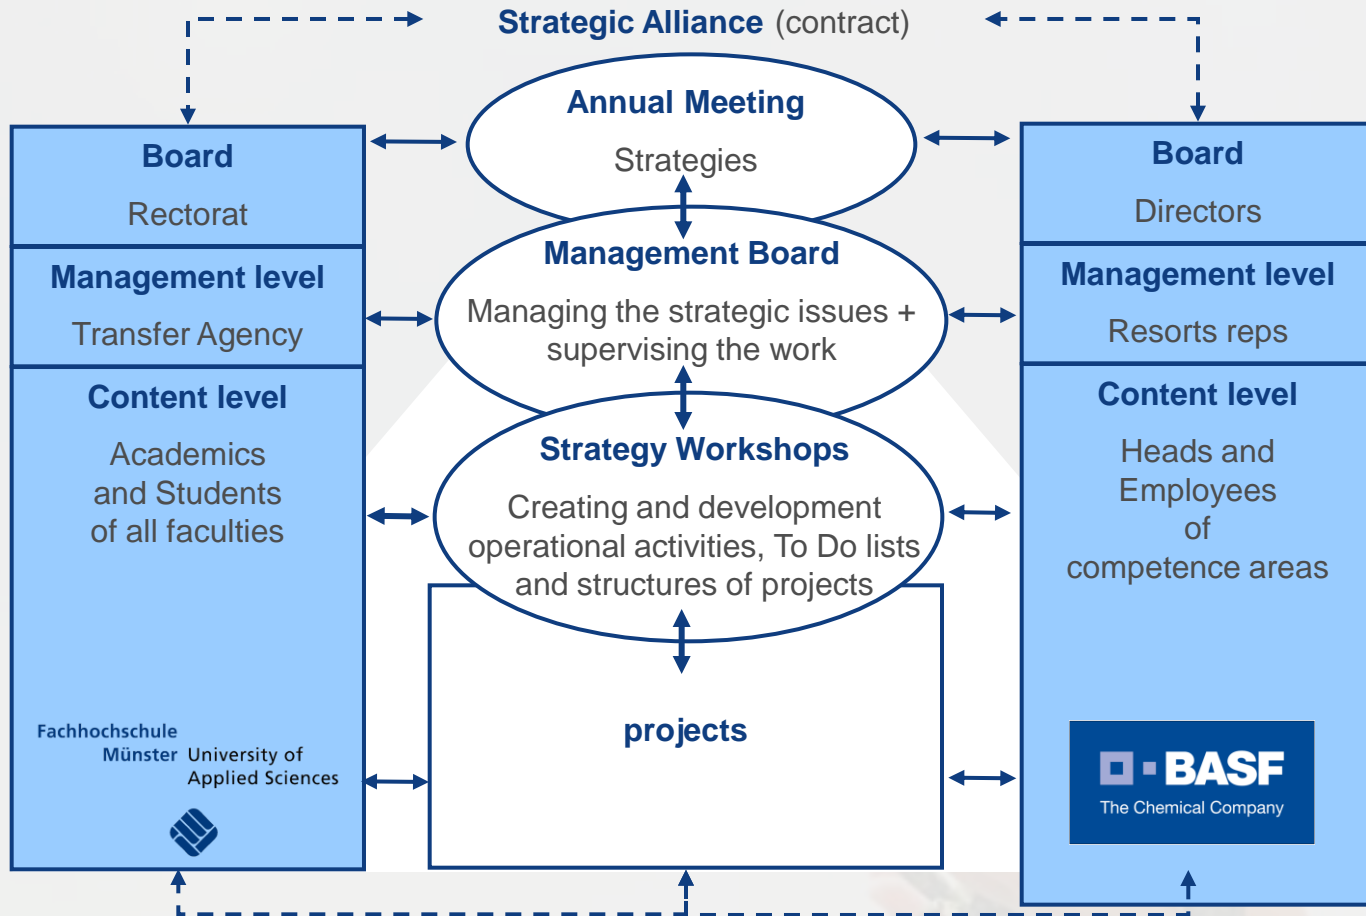 Strategic Alliance (contract)
Annual Meeting
Strategies
Management Board
Managing the strategic issues +
supervising the work
Strategy Workshops
Creating and development
operational activities, To Do lists
and structures of projects
projects
Board
Rectorat
Management level
Transfer Agency
Content level
Academics
and Students
of all faculties
Fachhochschule
Münster University of
Applied Sciences
Board
Directors
Management level
Resorts reps
Content level
Heads and
Employees
of
competence areas
BASF
The Chemical Company